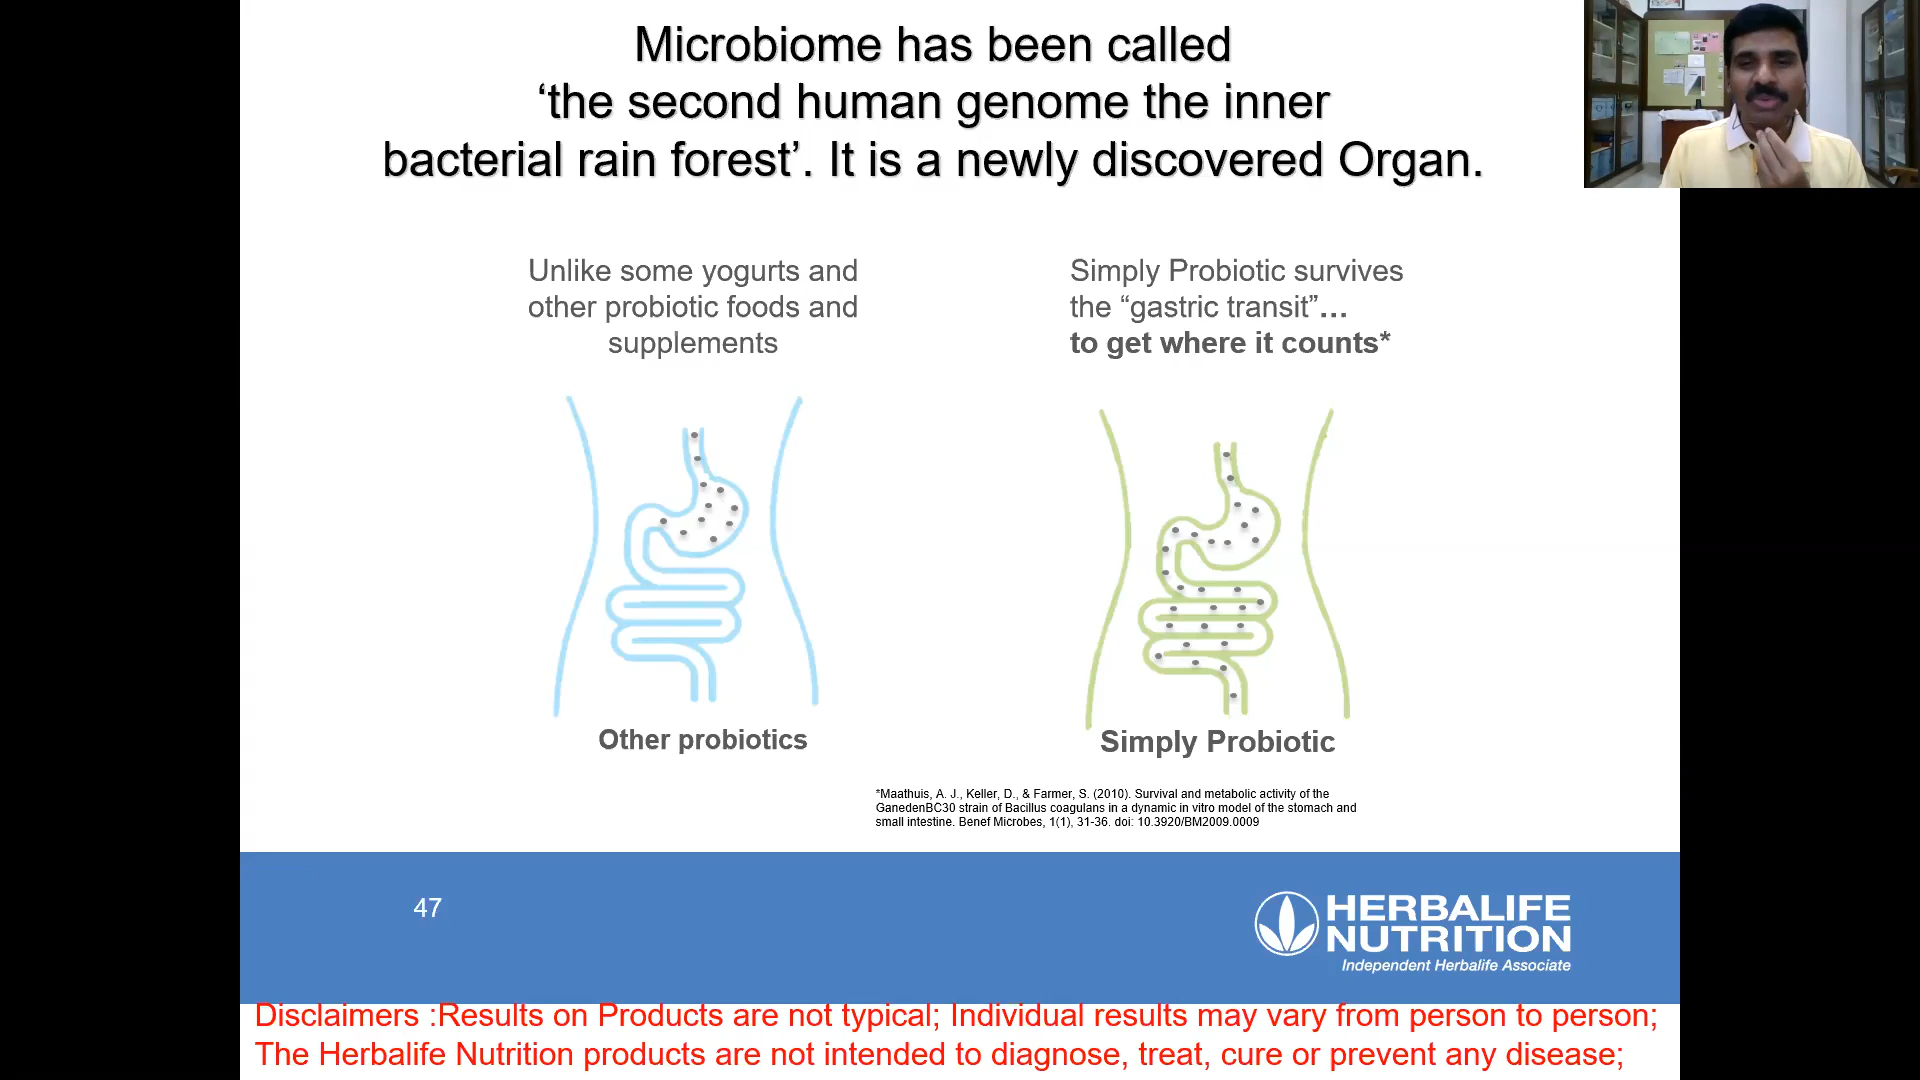 Microbiome has been called
‘the second human genome the inner
bacterial rain forest’. It is a newly discovered Organ.
Unlike some yogurts and
other probiotic foods and
supplements
Simply Probiotic survives
the “gastric transit”...
to get where it counts*
Other probiotics
Simply Probiotic
*Maathuis, A. J., Keller, D., & Farmer, S. (2010). Survival and metabolic activity of the
GanedenBC30 strain of Bacillus coagulans in a dynamic in vitro model of the stomach and
small intestine. Benef Microbes, 1(1), 31-36. doi: 10.3920/BM2009.0009
47
HERBALIFE
NUTRITION
Independent Herbalife Associate
Disclaimers :Results on Products are not typical; Individual results may vary from person to person;
The Herbalife Nutrition products are not intended to diagnose, treat, cure or prevent any disease;